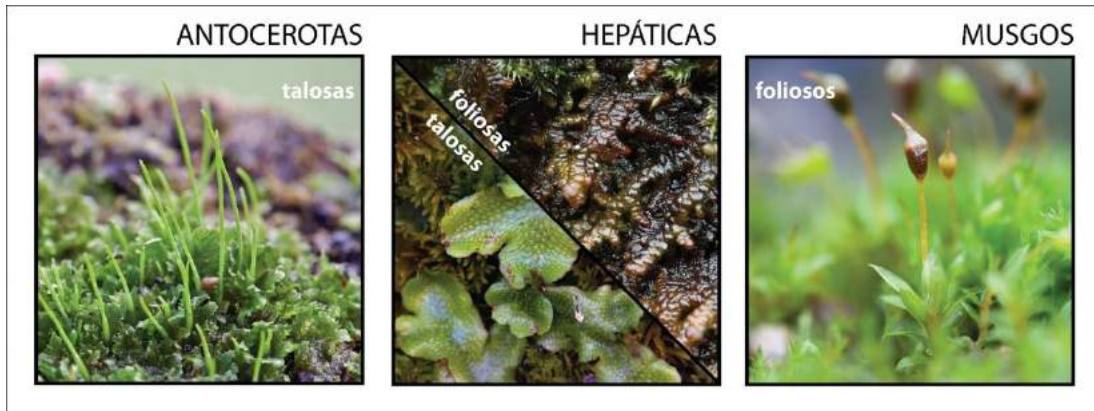 ANTOCEROTAS
HEPÁTICAS
MUSGOS
talosas
foliosas
talosas
foliosos